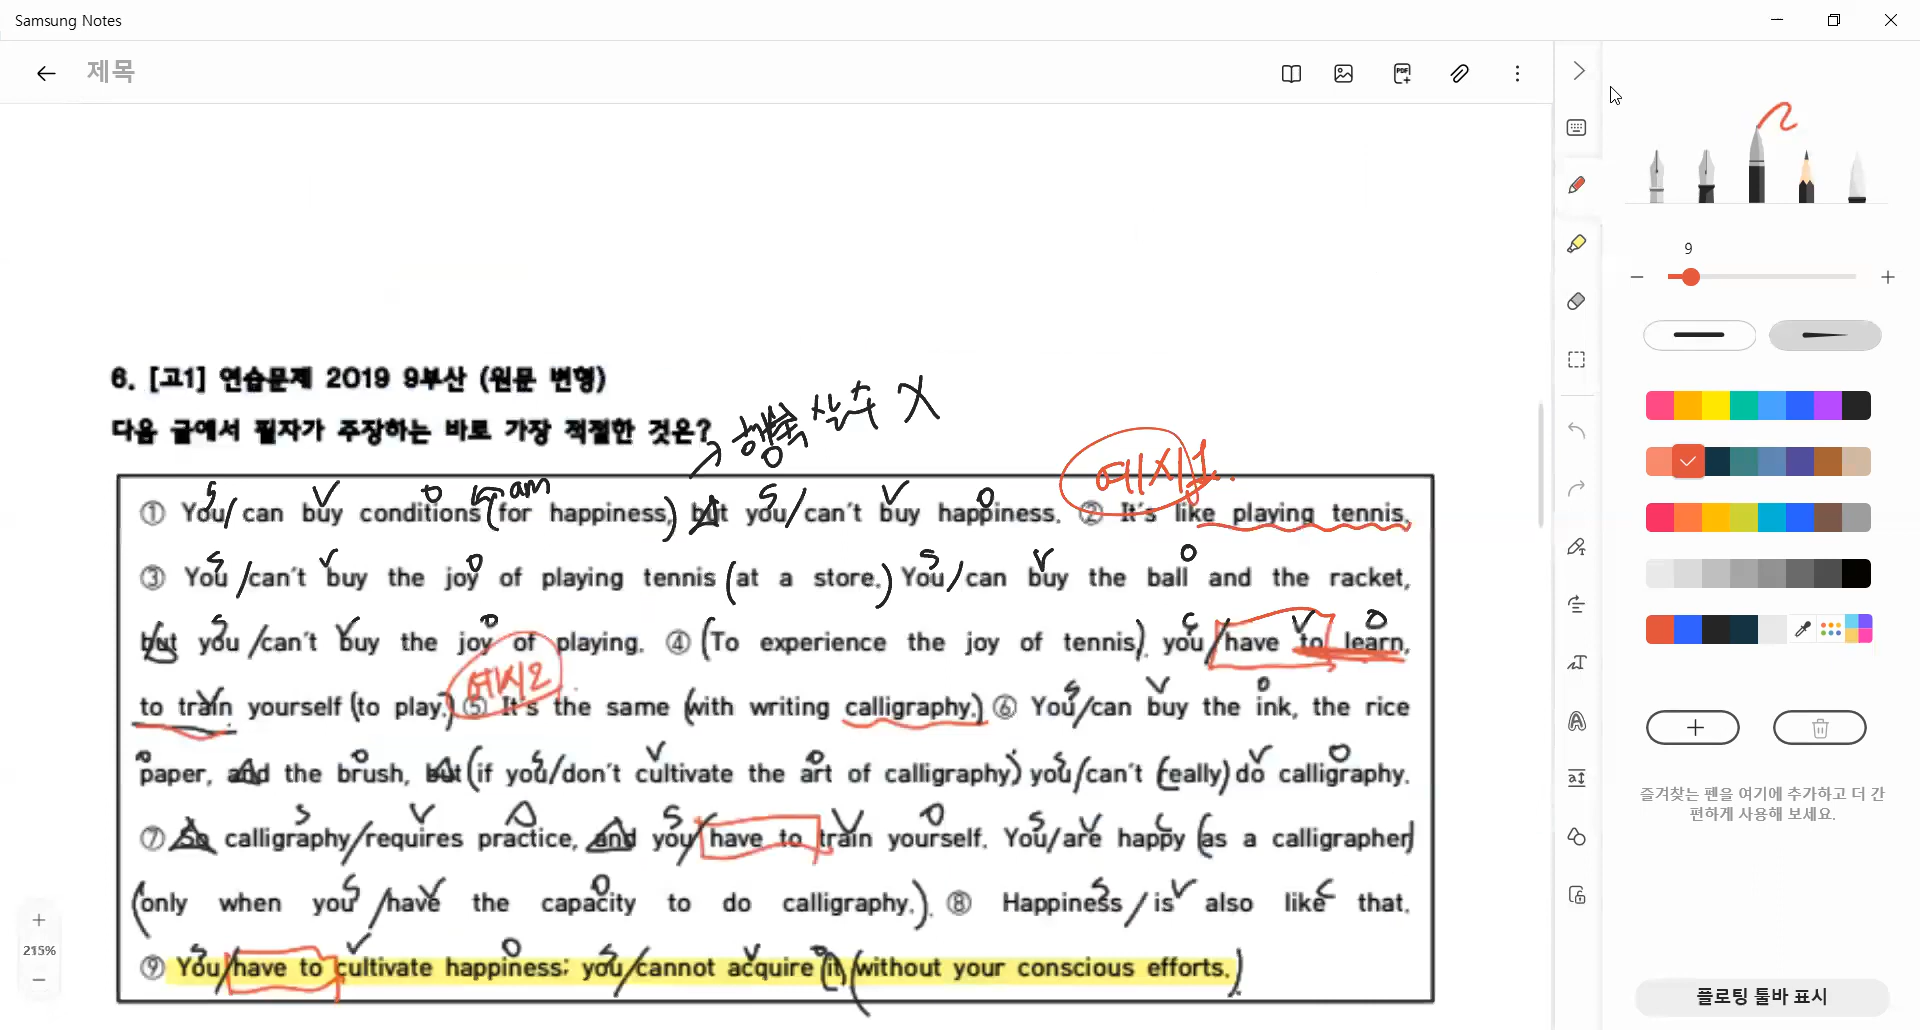 Samsung Notes
제목
PDF
9
6. [고1] 연습문제 2019 9부산 (원문 변형)
다음 글에서 필자가 주장하는 바로 가장 적절한 것은?
행복 살수 X
예시1.
S V O am S V O
① You/ can buy conditions (for happiness,) but you/can't buy happiness. ② It's like playing tennis.
S V O S V O
③ You /can't buy the joy of playing tennis (at a store.) You/can buy the ball and the racket,
S V O S V O
but you /can't buy the joy of playing. ④ (To experience the joy of tennis), you/have to learn,
예시2
S V O
to train yourself (to play.) ⑤ It's the same (with writing calligraphy.) ⑥ You/can buy the ink, the rice
O O S V O S V O
paper, and the brush, but (if you/don't cultivate the art of calligraphy,) you/can't (really) do calligraphy.
S V S V O S V C
⑦ So calligraphy/requires practice, and you/have to train yourself. You/are happy (as a calligrapher)
S V O S V C
(only when you /have the capacity to do calligraphy.). ⑧ Happiness/is also like that.
S V O S V O
⑨ You/have to cultivate happiness; you/cannot acquire (it) (without your conscious efforts.)
215%
즐겨찾는 펜을 여기에 추가하고 더 간
편하게 사용해 보세요.
플로팅 툴바 표시